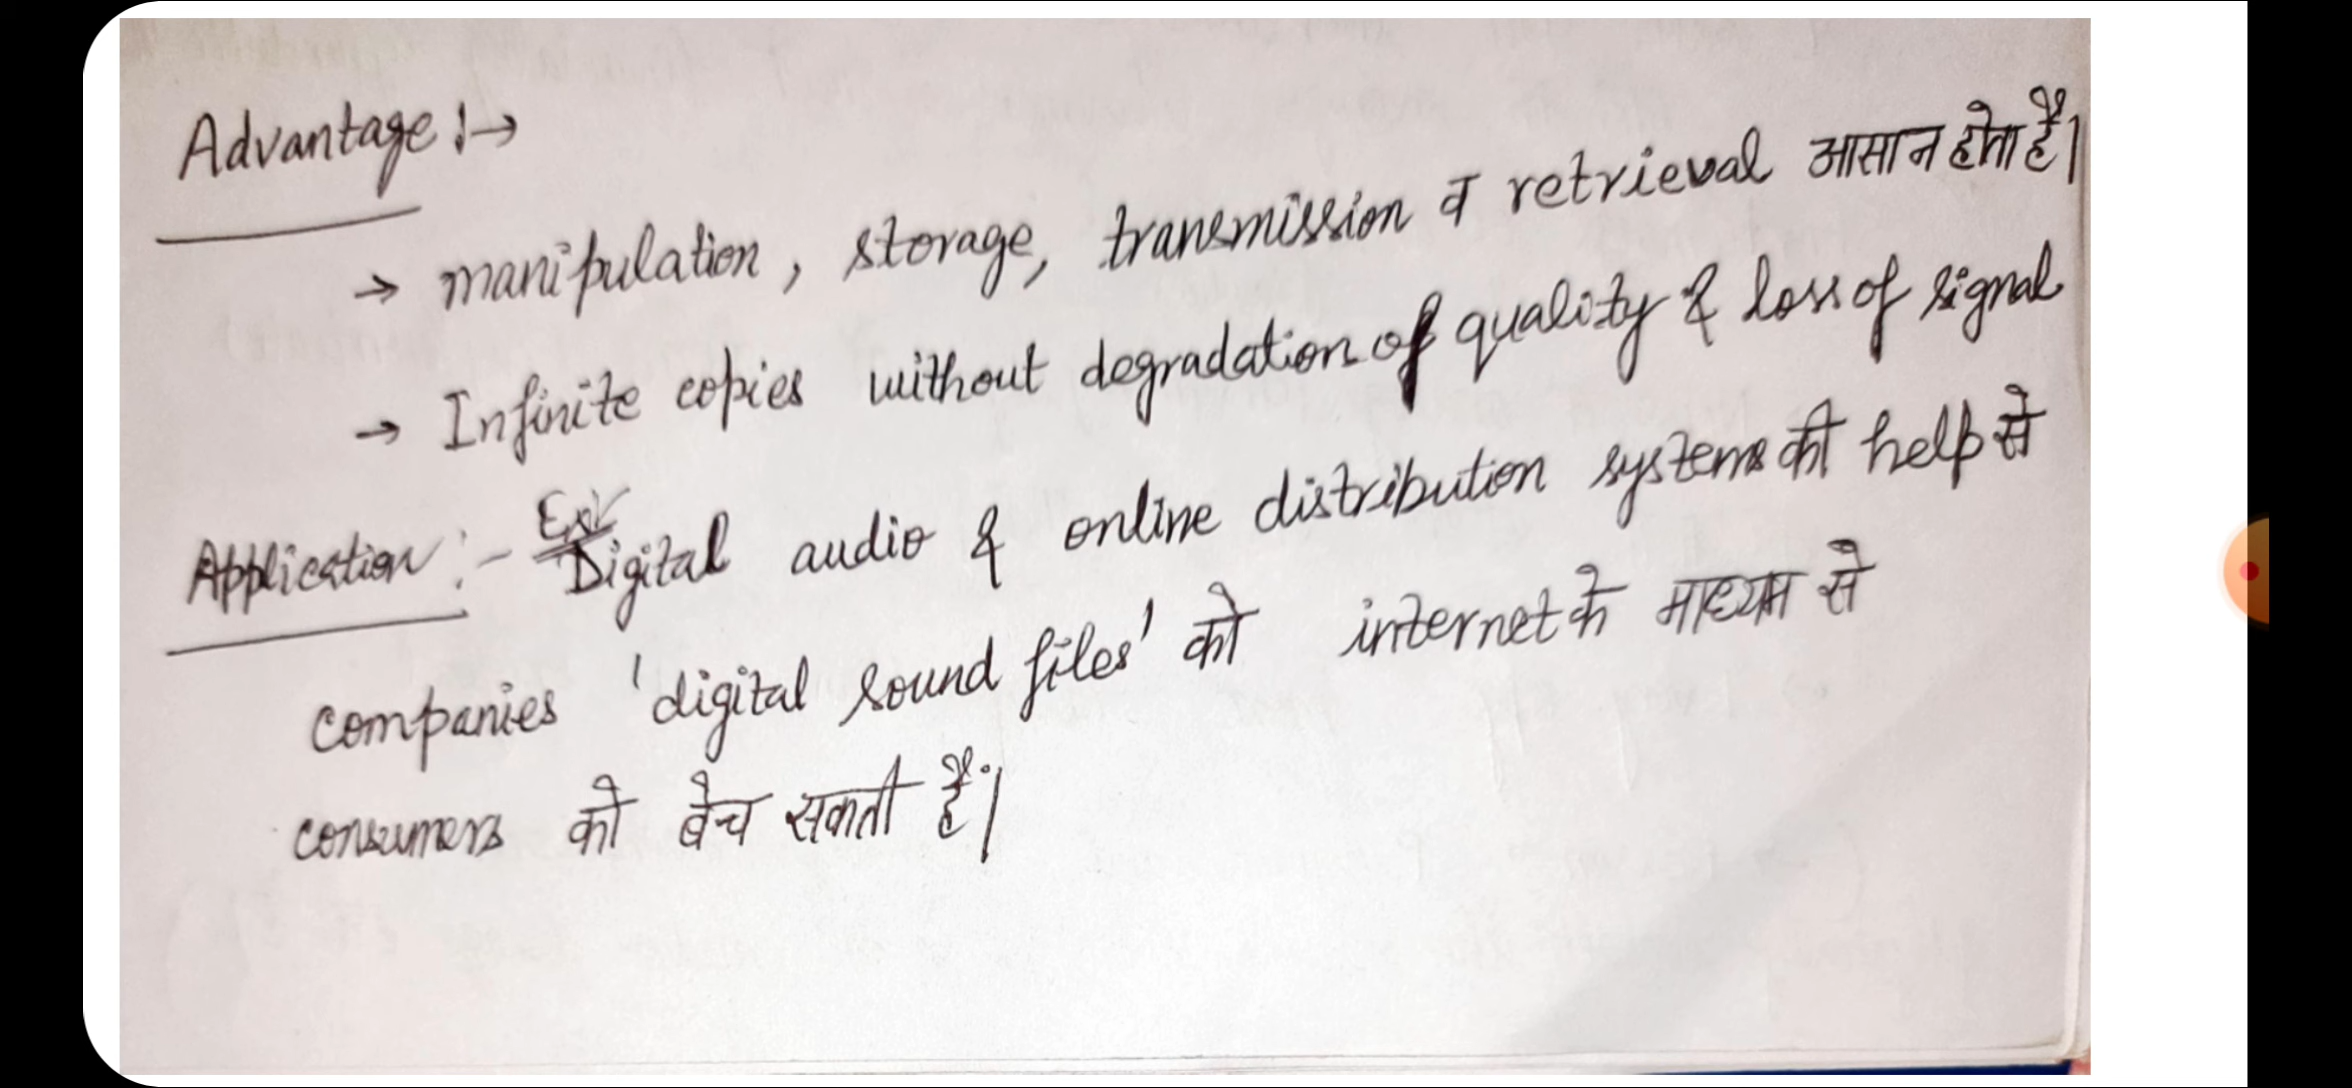 Advantage :→
→ manipulation, storage, transmission व retrieval आसान होता है।
→ Infinite copies without degradation of quality & loss of signal
Application :- Ex✓ Digital audio & online distribution systems की help से
companies 'digital sound files' को internet के माध्यम से
consumers को बेच सकती हैं।